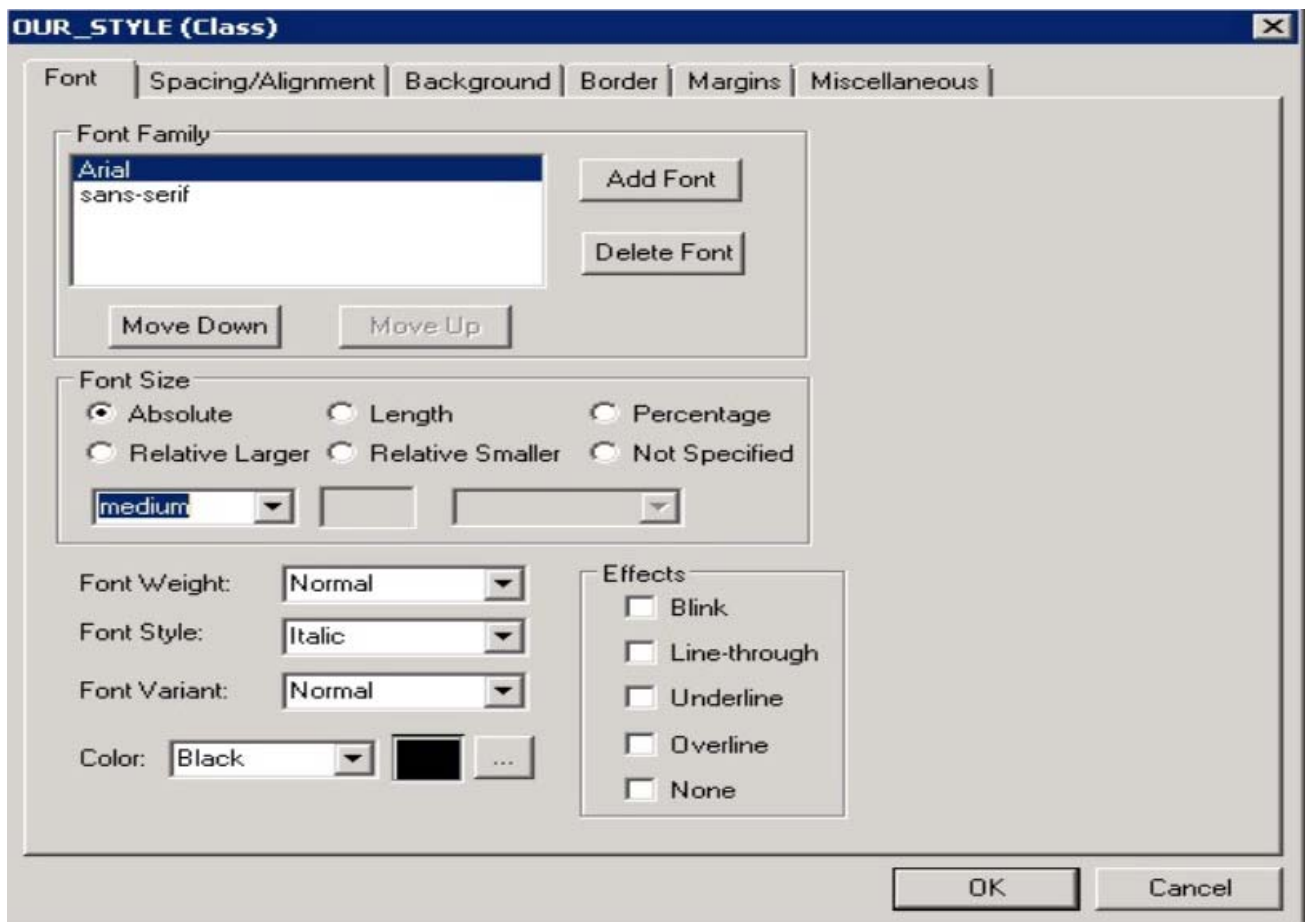 OUR_STYLE (Class)
Font Spacing/Alignment Background Border Margins Miscellaneous
Font Family
Arial
sans-serif
Add Font
Delete Font
Move Down Move Up
Font Size
Absolute Length Percentage
Relative Larger Relative Smaller Not Specified
medium
Font Weight: Normal
Font Style: Italic
Font Variant: Normal
Color: Black ...
Effects
Blink
Line-through
Underline
Overline
None
OK Cancel